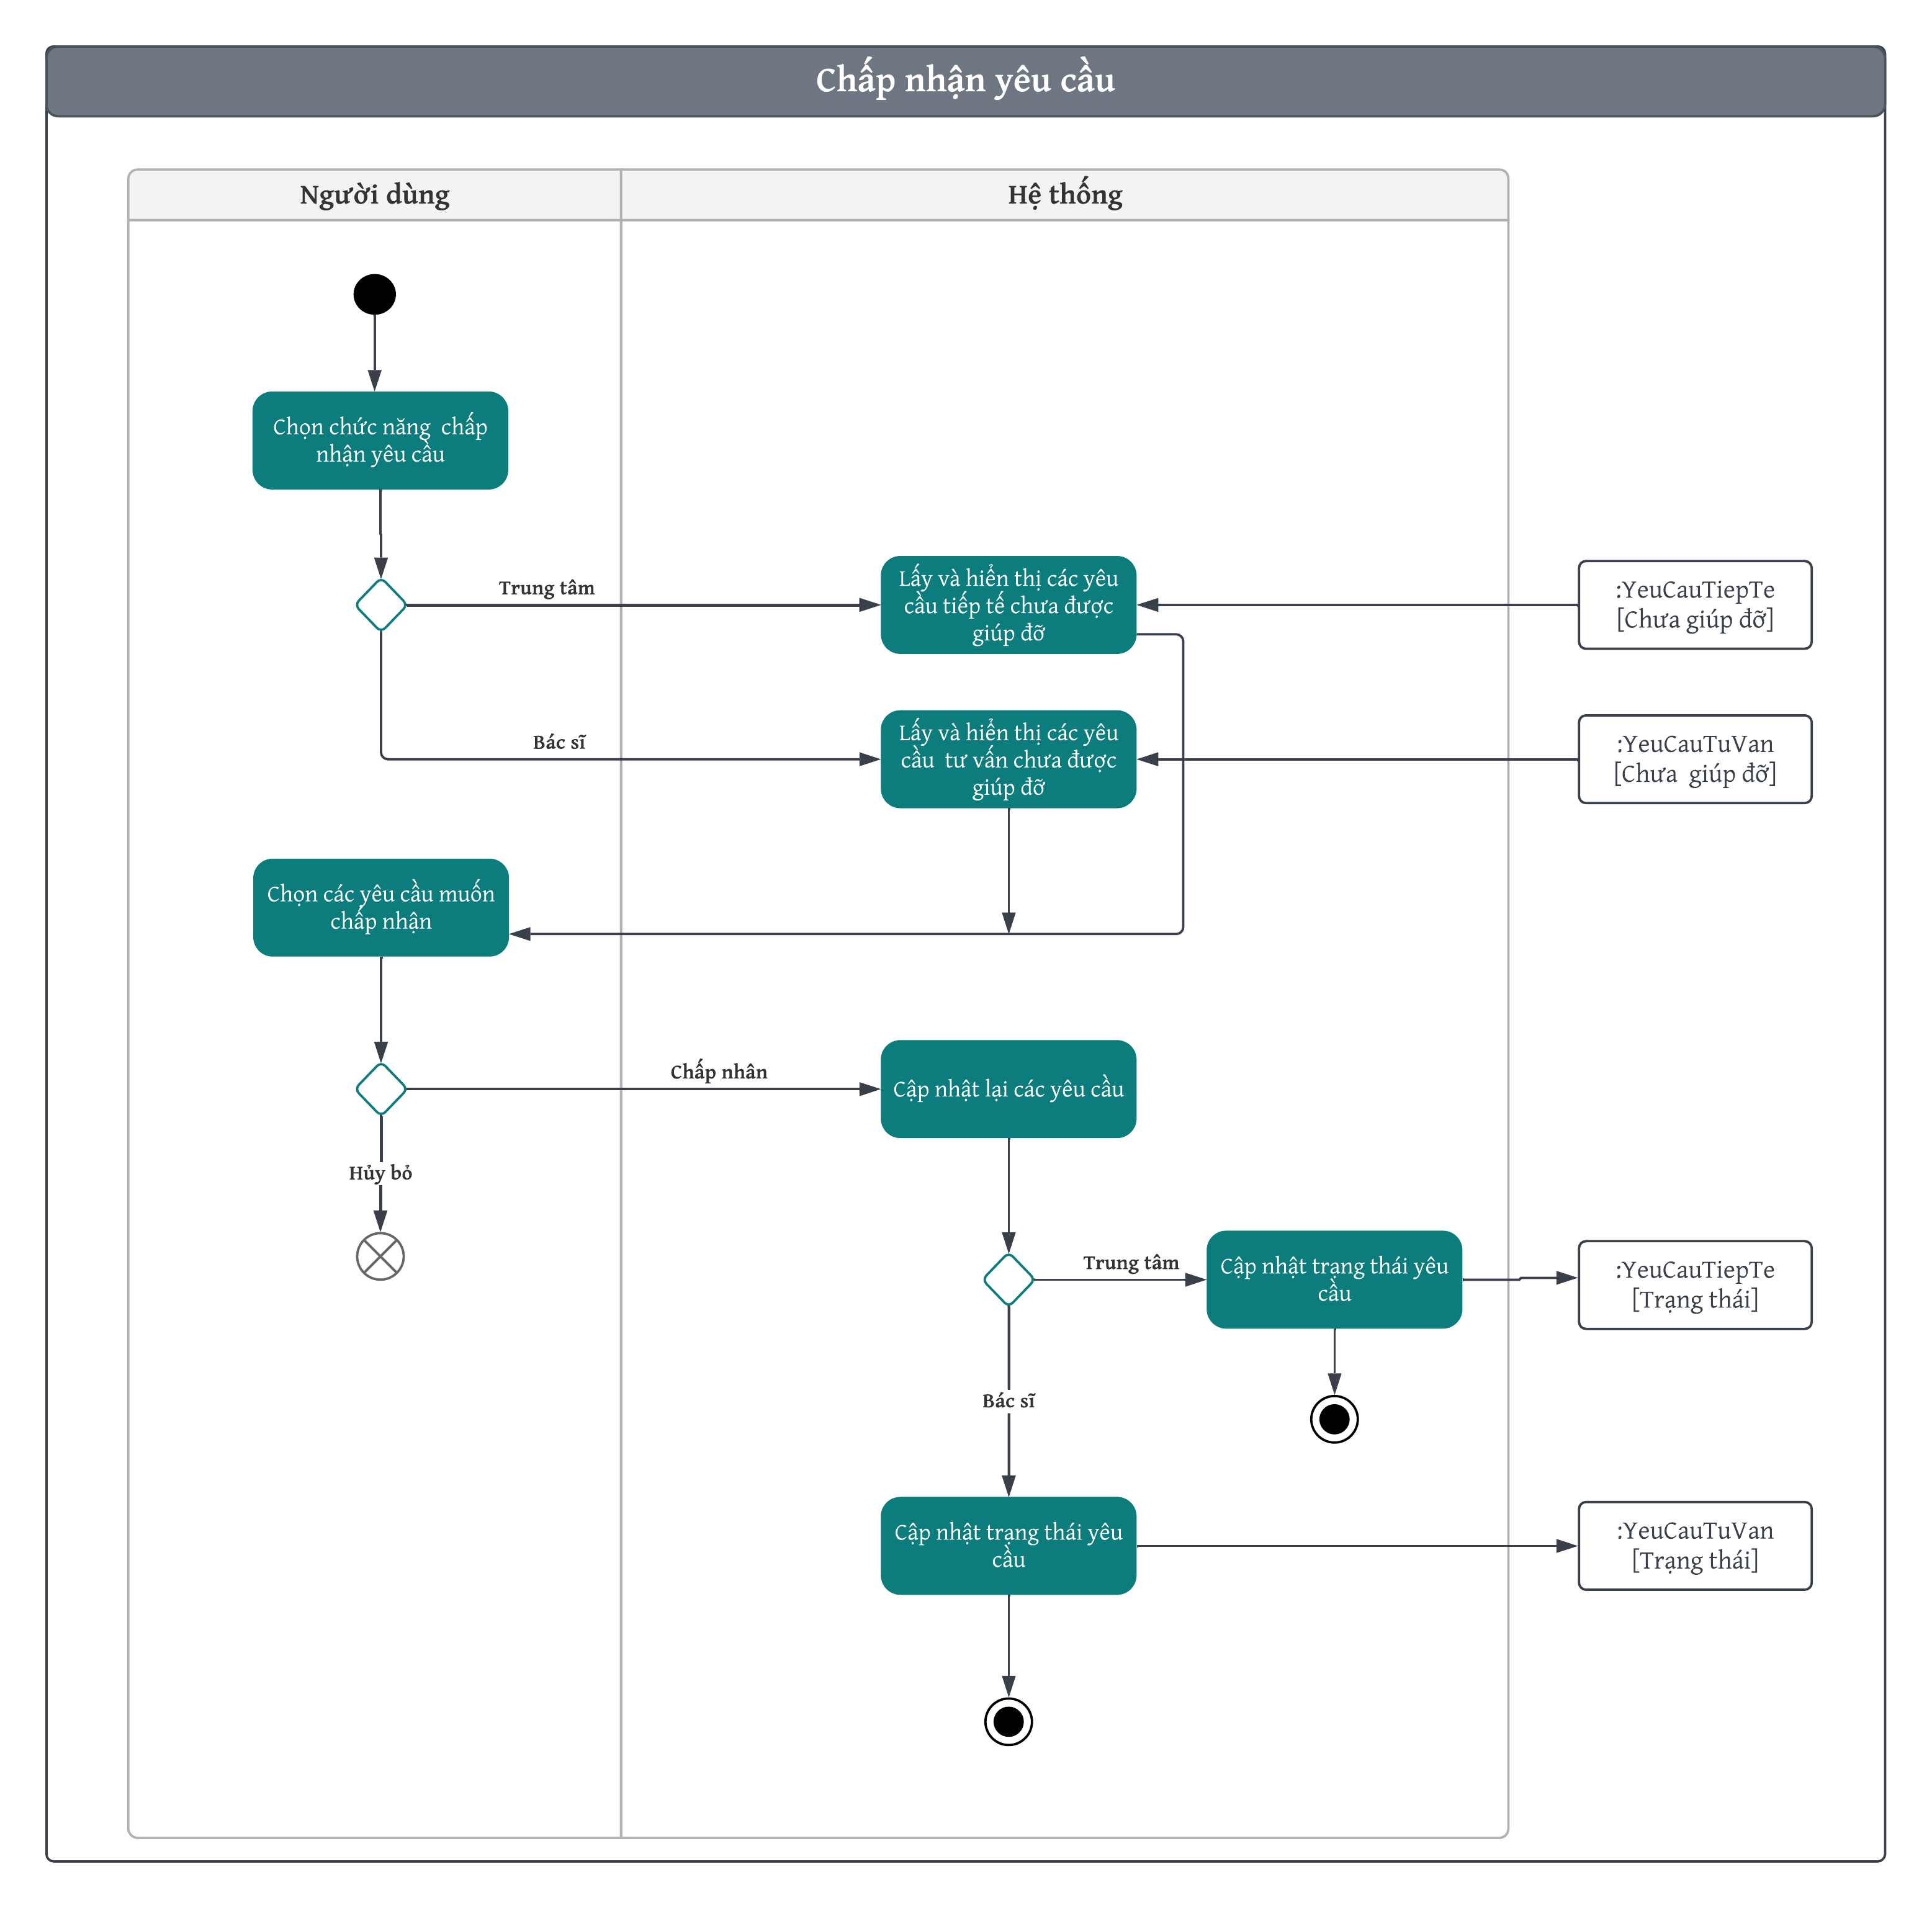 Chấp nhận yêu cầu
Người dùng
Hệ thống
Chọn chức năng  chấp
nhận yêu cầu
Trung tâm
Lấy và hiển thị các yêu
cầu tiếp tế chưa được
giúp đỡ
:YeuCauTiepTe
[Chưa giúp đỡ]
Bác sĩ
Lấy và hiển thị các yêu
cầu  tư vấn chưa được
giúp đỡ
:YeuCauTuVan
[Chưa  giúp đỡ]
Chọn các yêu cầu muốn
chấp nhận
Chấp nhân
Cập nhật lại các yêu cầu
Hủy bỏ
Trung tâm
Cập nhật trạng thái yêu
cầu
:YeuCauTiepTe
[Trạng thái]
Bác sĩ
Cập nhật trạng thái yêu
cầu
:YeuCauTuVan
[Trạng thái]